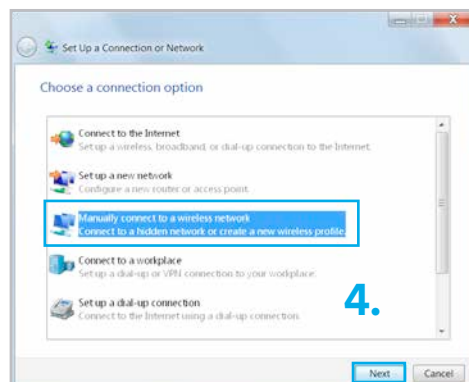 Set Up a Connection or Network
Choose a connection option
Connect to the Internet
Set up a wireless, broadband, or dial-up connection to the Internet.
Set up a new network
Configure a new router or access point.
Manually connect to a wireless network
Connect to a hidden network or create a new wireless profile.
Connect to a workplace
Set up a dial-up or VPN connection to your workplace.
Set up a dial-up connection
Connect to the Internet using a dial-up connection.
4.
Next
Cancel